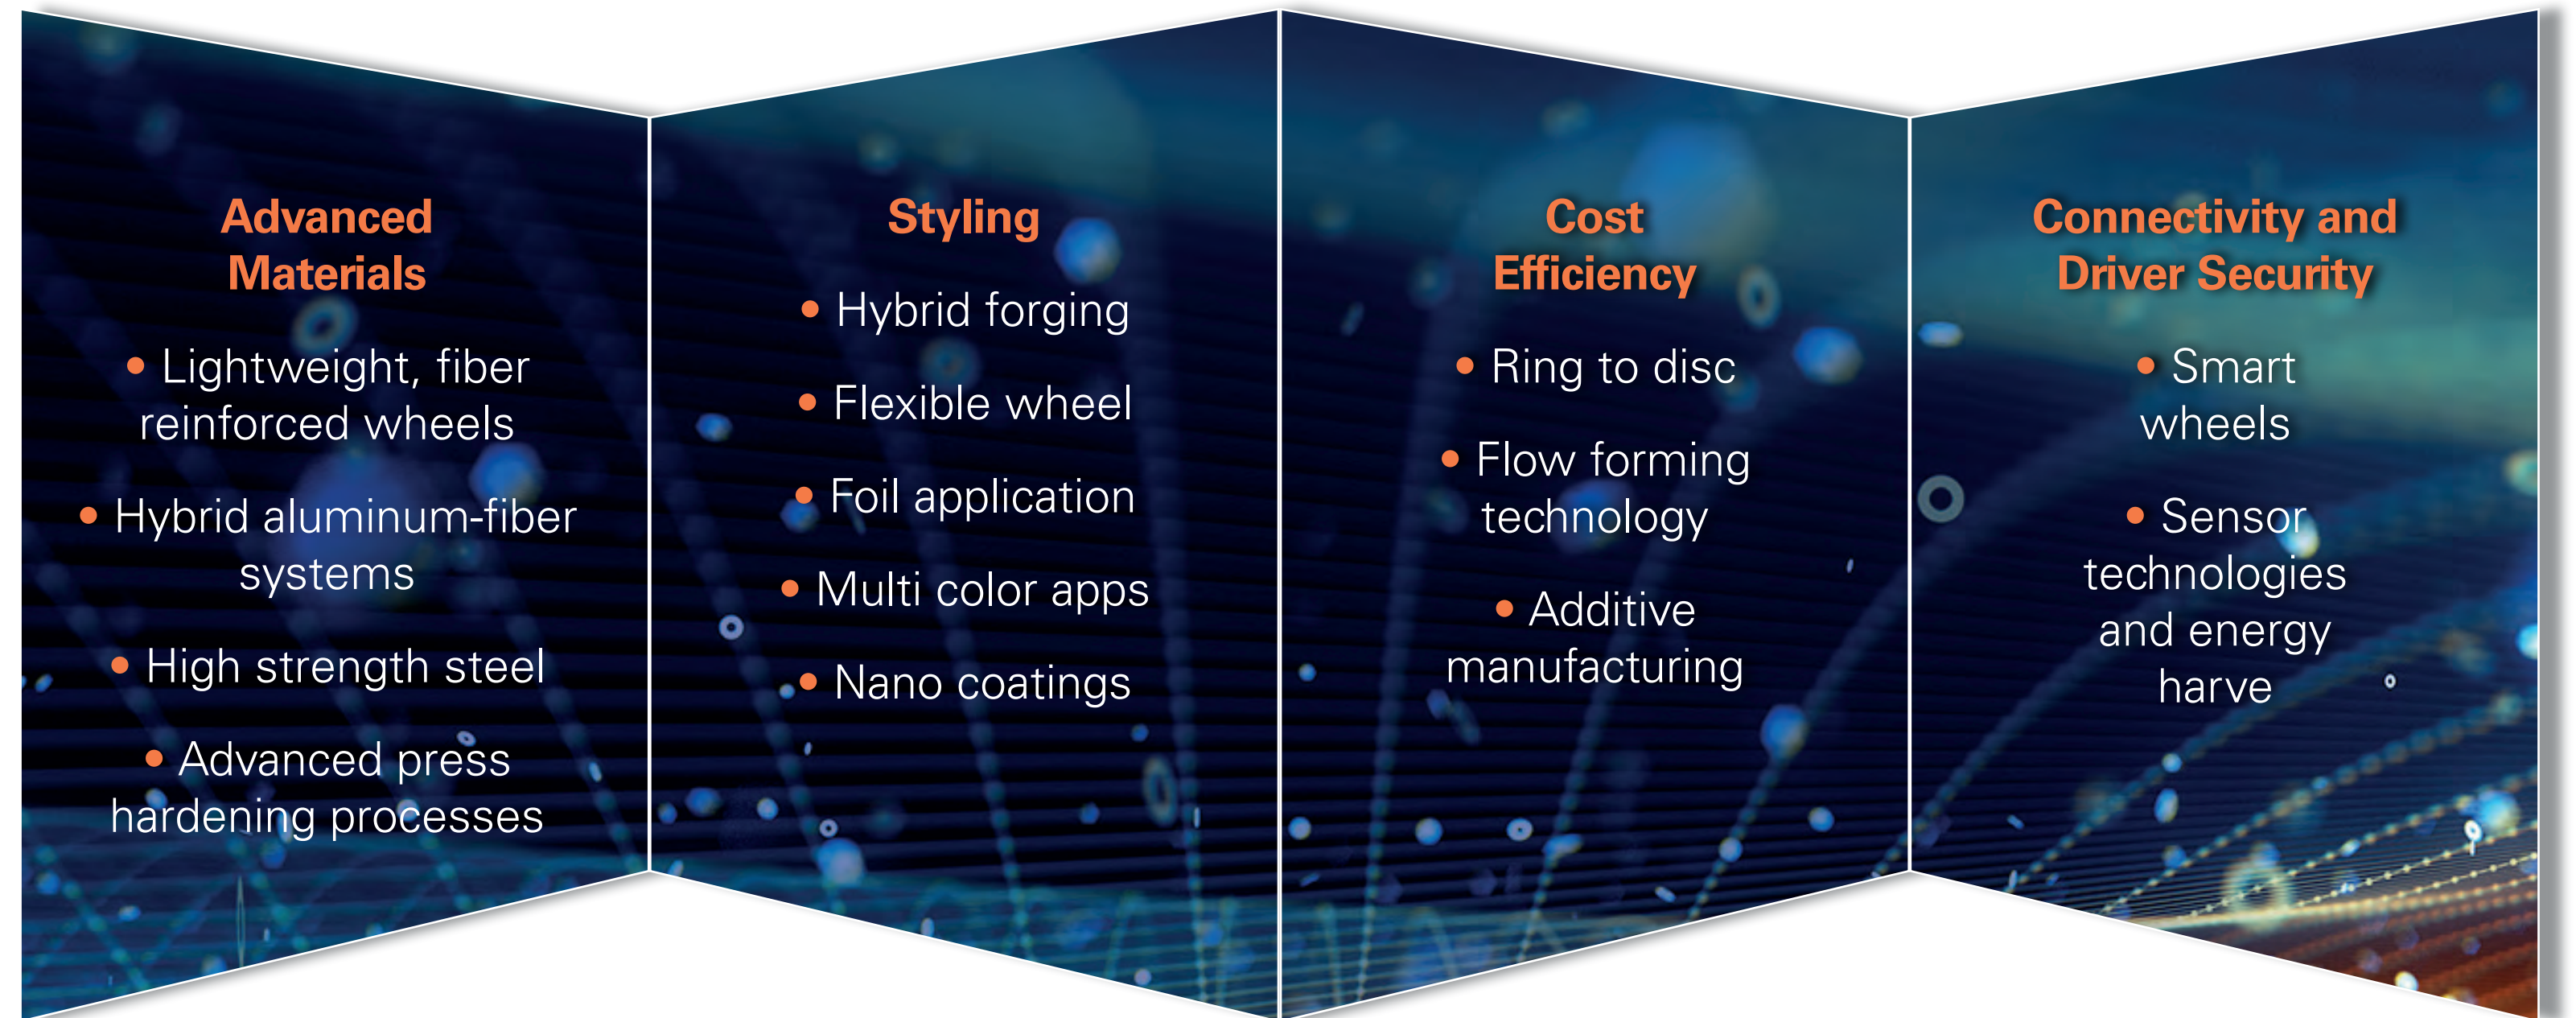 Advanced
Materials
• Lightweight, fiber
reinforced wheels
• Hybrid aluminum-fiber
systems
• High strength steel
• Advanced press
hardening processes
Styling
• Hybrid forging
• Flexible wheel
• Foil application
• Multi color apps
• Nano coatings
Cost
Efficiency
• Ring to disc
• Flow forming
technology
• Additive
manufacturing
Connectivity and
Driver Security
• Smart
wheels
• Sensor
technologies
and energy
harve